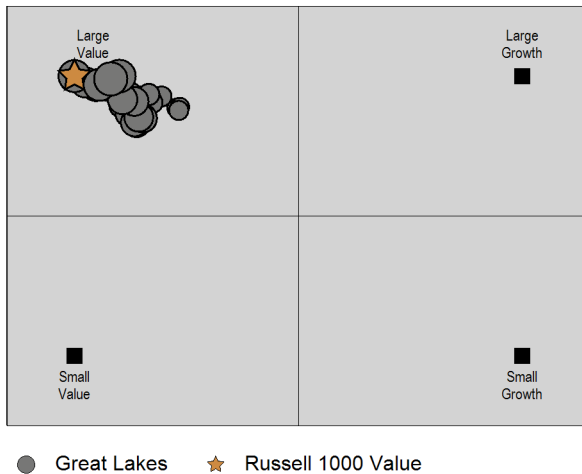 Large
Value
Large
Growth
Small
Value
Small
Growth
Great Lakes
Russell 1000 Value